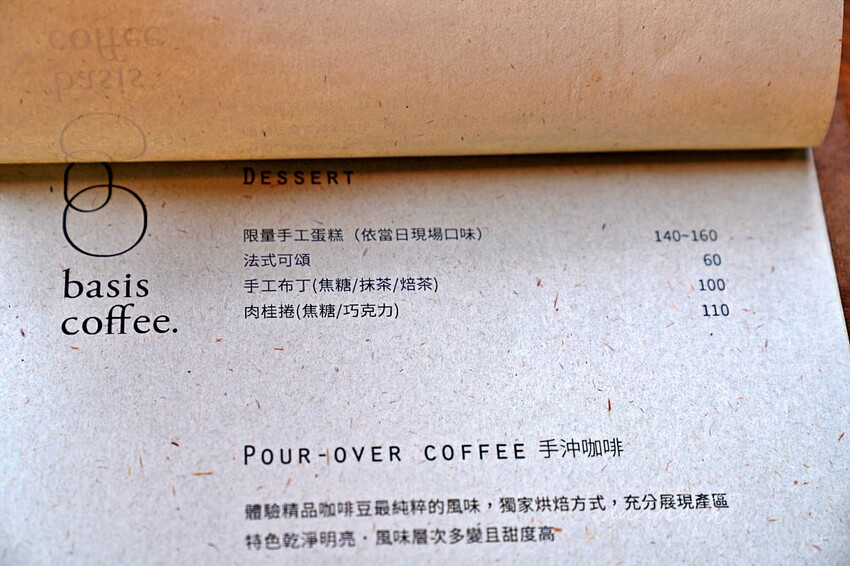 coffee
basis
DESSERT
限量手工蛋糕（依當日現場口味） 140~160
法式可頌 60
手工布丁(焦糖/抹茶/焙茶) 100
肉桂捲(焦糖/巧克力) 110
basis
coffee.
POUR-OVER COFFEE 手沖咖啡
體驗精品咖啡豆最純粹的風味，獨家烘焙方式，充分展現產區
特色乾淨明亮．風味層次多變且甜度高